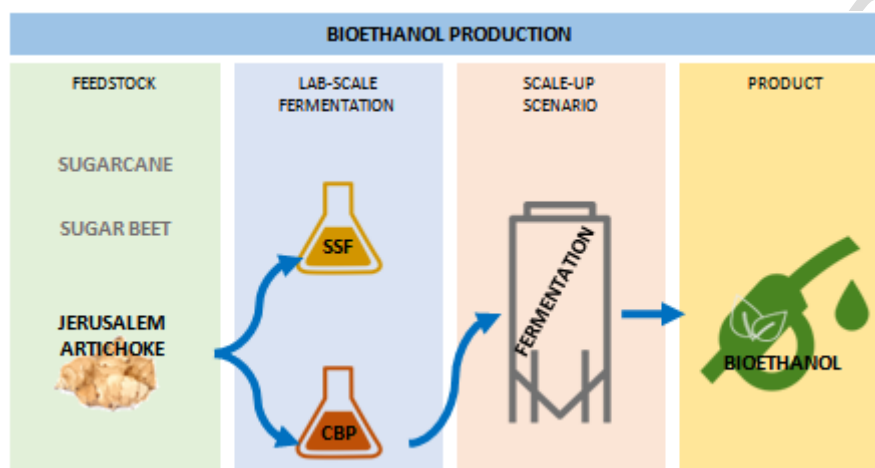 BIOETHANOL PRODUCTION
FEEDSTOCK
LAB-SCALE
FERMENTATION
SCALE-UP
SCENARIO
PRODUCT
SUGARCANE
SUGAR BEET
JERUSALEM
ARTICHOKE
SSF
CBP
FERMENTATION
BIOETHANOL